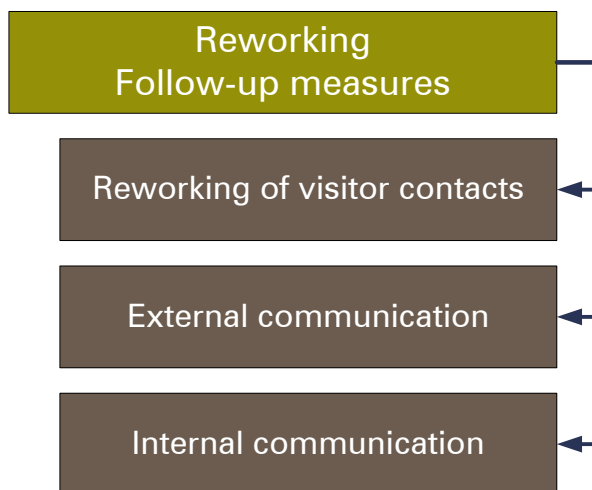 Reworking
Follow-up measures
Reworking of visitor contacts
External communication
Internal communication